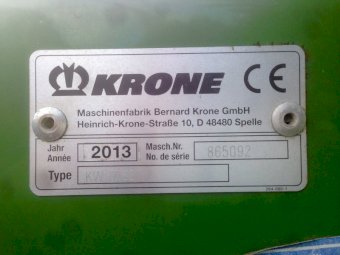 KRONE CE
Maschinenfabrik Bernard Krone GmbH
Heinrich-Krone-Straße 10, D 48480 Spelle
Jahr
Année
2013
Masch.Nr.
No. de série
865092
Type